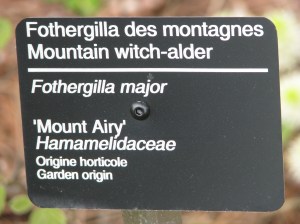 Fothergilla des montagnes
Mountain witch-alder
Fothergilla major
'Mount Airy'
Hamamelidaceae
Origine horticole
Garden origin